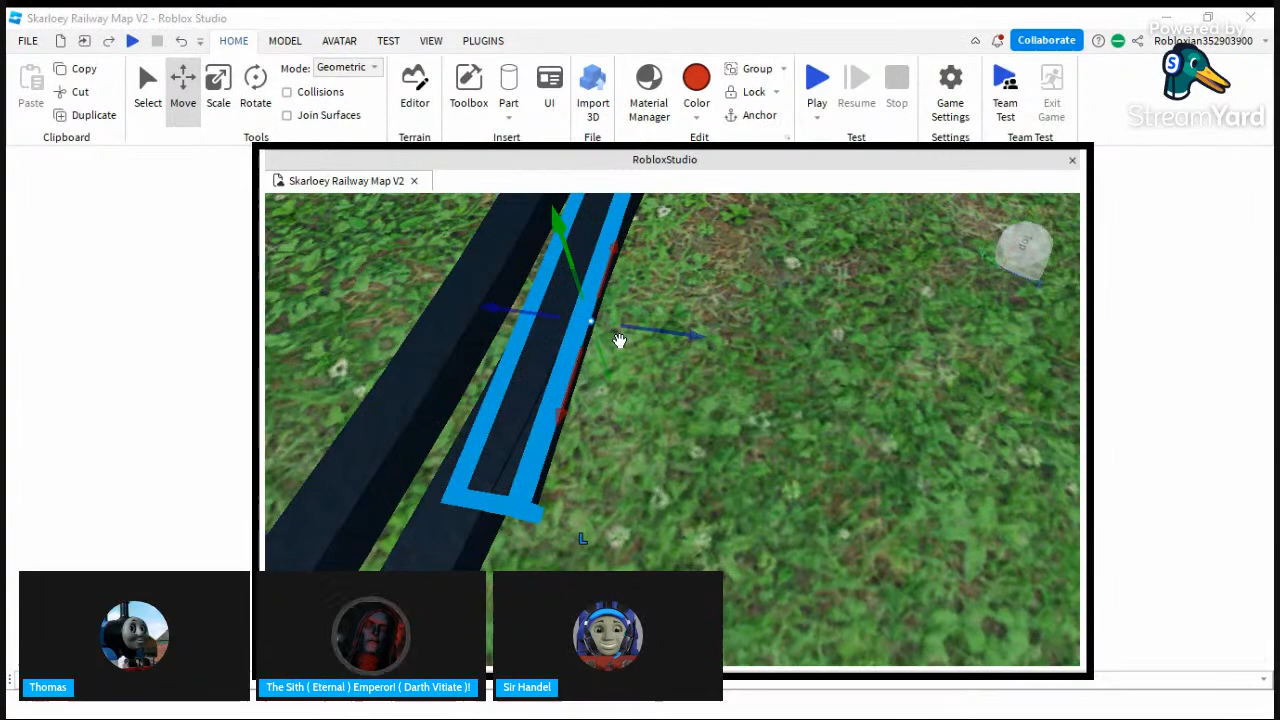 Skarloey Railway Map V2 - Roblox Studio
Powered by
FILE HOME MODEL AVATAR TEST VIEW PLUGINS Collaborate Robloxian352903900
StreamYard
Paste Copy Cut Duplicate
Clipboard
Select Move Scale Rotate
Mode: Geometric
Collisions
Join Surfaces
Tools
Editor
Terrain
Toolbox Part UI
Insert
Import 3D
File
Material Manager
Color
Group
Lock
Anchor
Edit
Play Resume Stop
Test
Game Settings
Settings
Team Test
Exit Game
Team Test
RobloxStudio
Skarloey Railway Map V2
Top
L
Thomas
The Sith ( Eternal ) Emperor! ( Darth Vitiate )!
Sir Handel